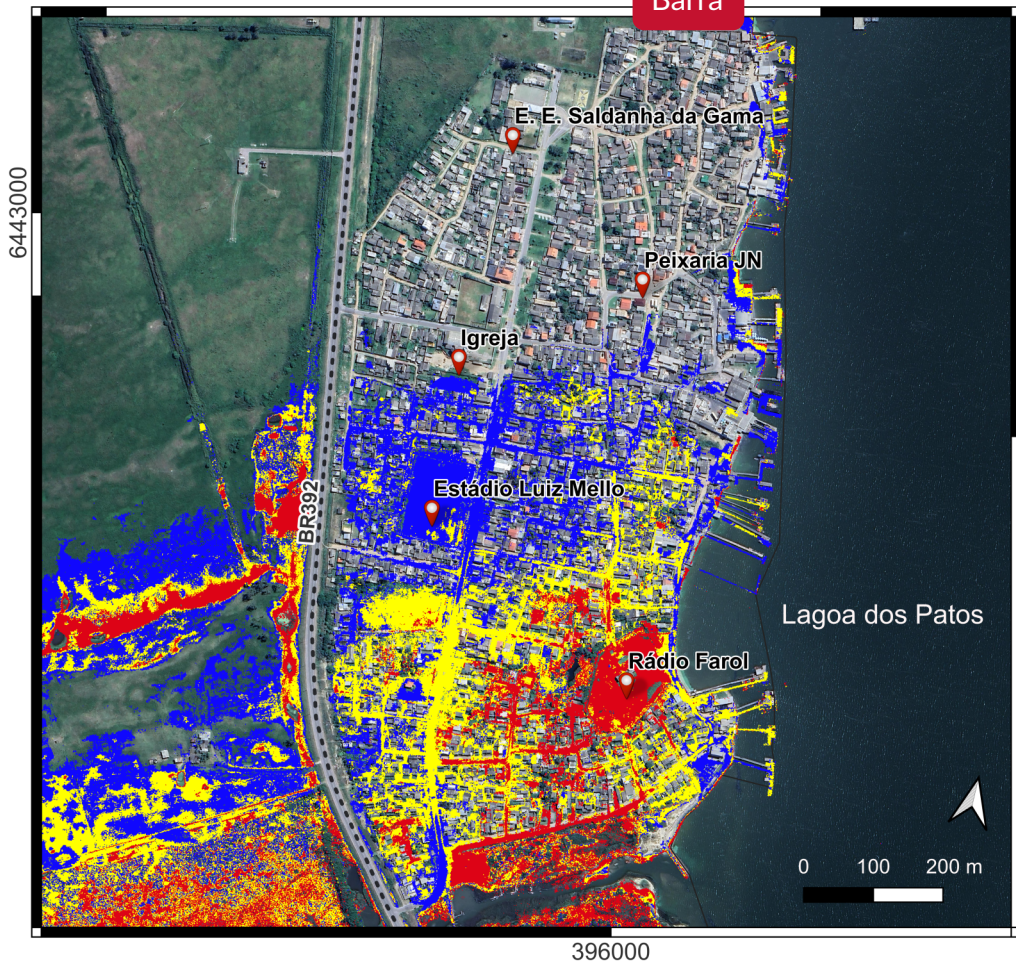 Barra
E. E. Saldanha da Gama
6443000
Peixaria JN
Igreja
Estádio Luiz Mello
BR392
Lagoa dos Patos
Rádio Farol
0 100 200 m
396000